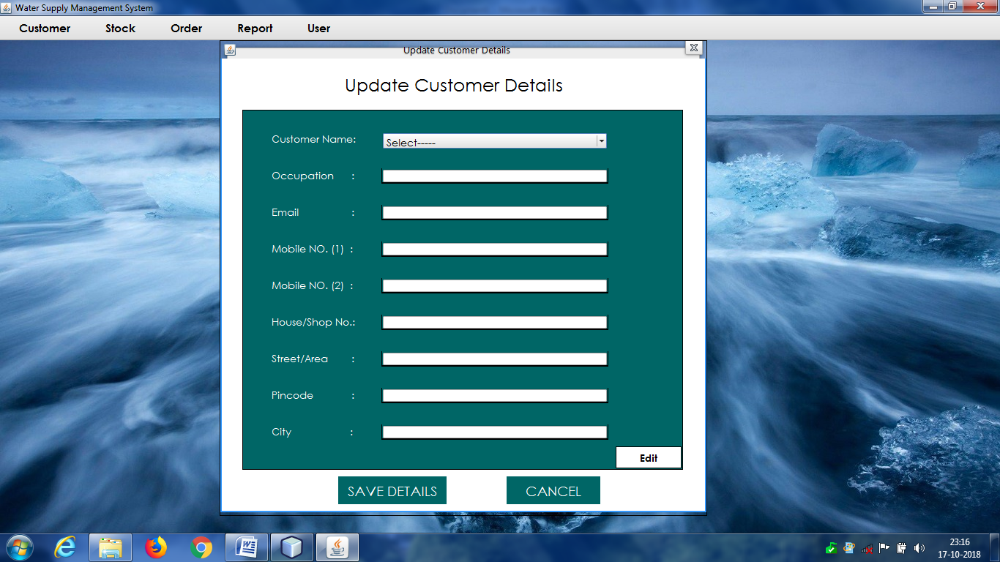 Water Supply Management System
Customer Stock Order Report User
Update Customer Details
Update Customer Details
Customer Name: Select-----
Occupation :
Email :
Mobile NO. (1) :
Mobile NO. (2) :
House/Shop No.:
Street/Area :
Pincode :
City :
Edit
SAVE DETAILS CANCEL
23:16
17-10-2018